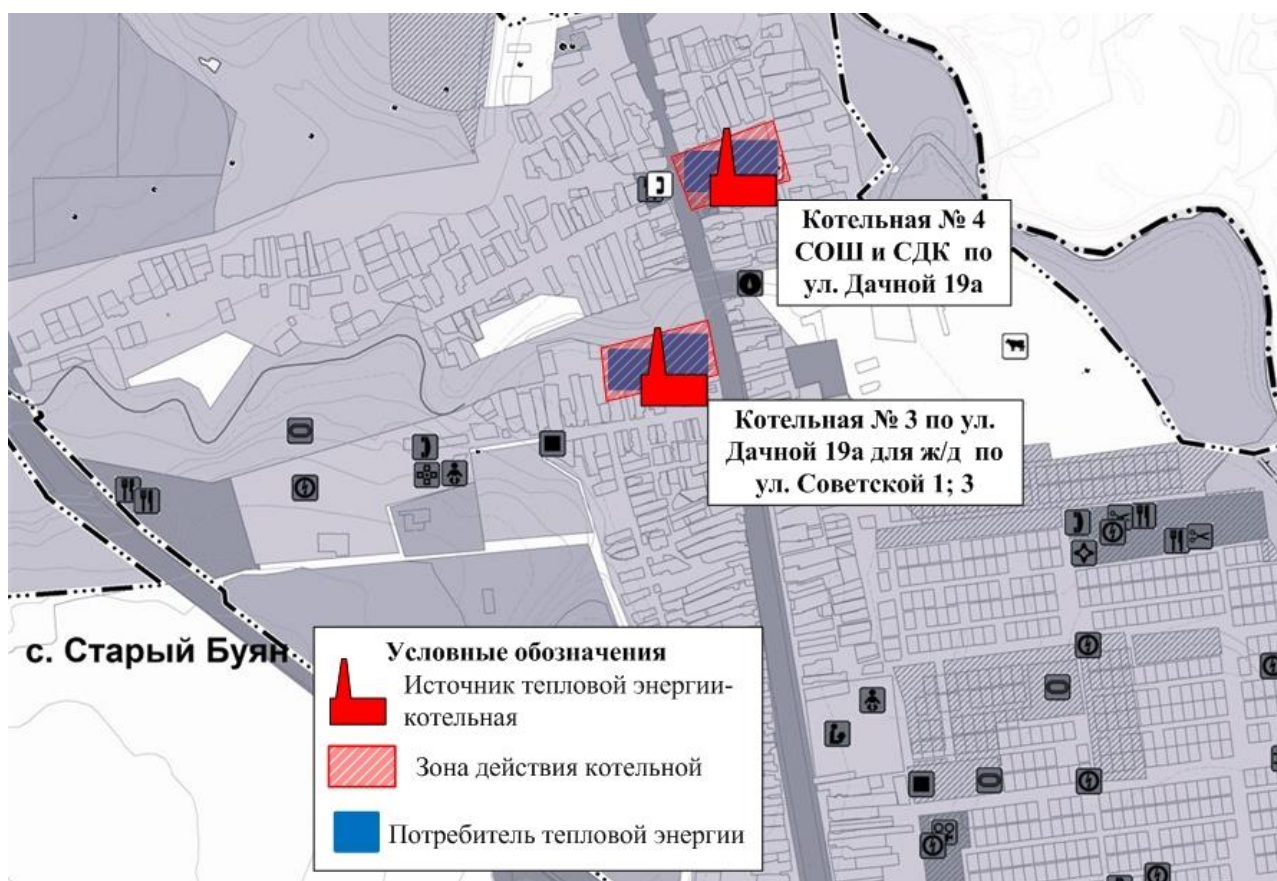 Котельная № 4
СОШ и СДК по
ул. Дачной 19а
Котельная № 3 по ул.
Дачной 19а для ж/д по
ул. Советской 1; 3
с. Старый Буян
Условные обозначения
Источник тепловой энергии-
котельная
Зона действия котельной
Потребитель тепловой энергии